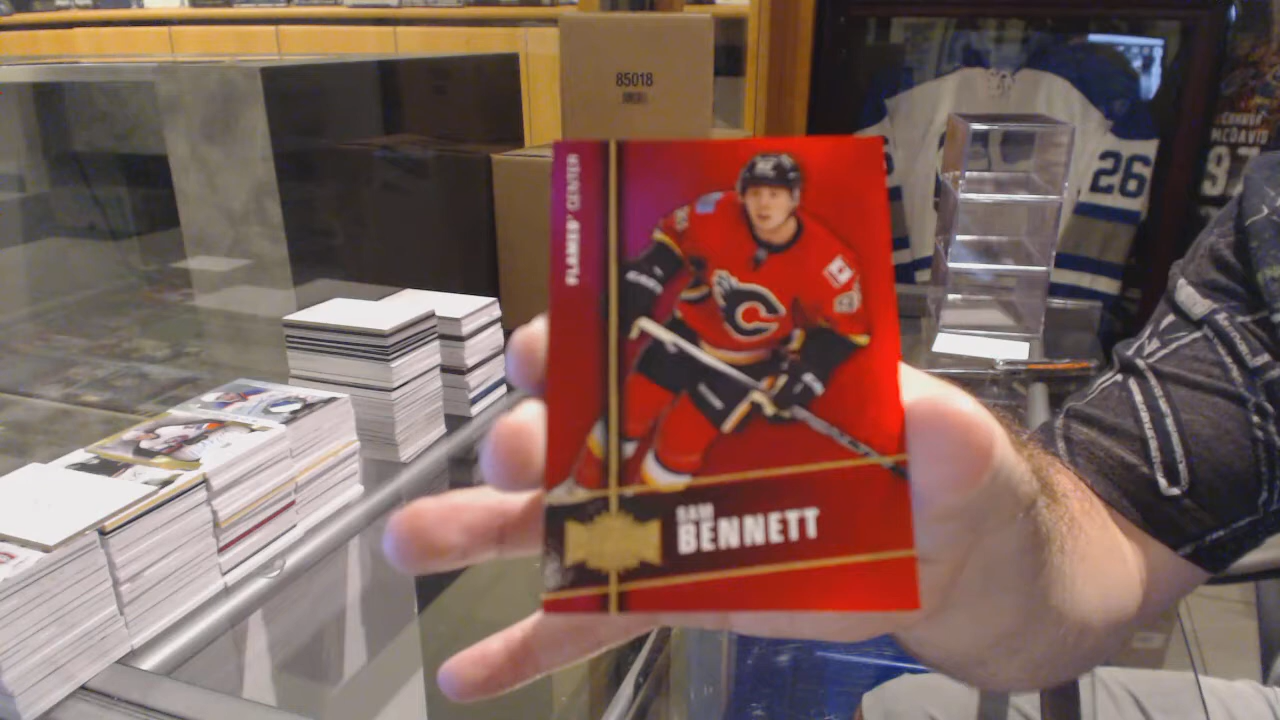 85018
FLAMES® CENTER
SAM
BENNETT
C
26
CONNOR
MCDAVID
97